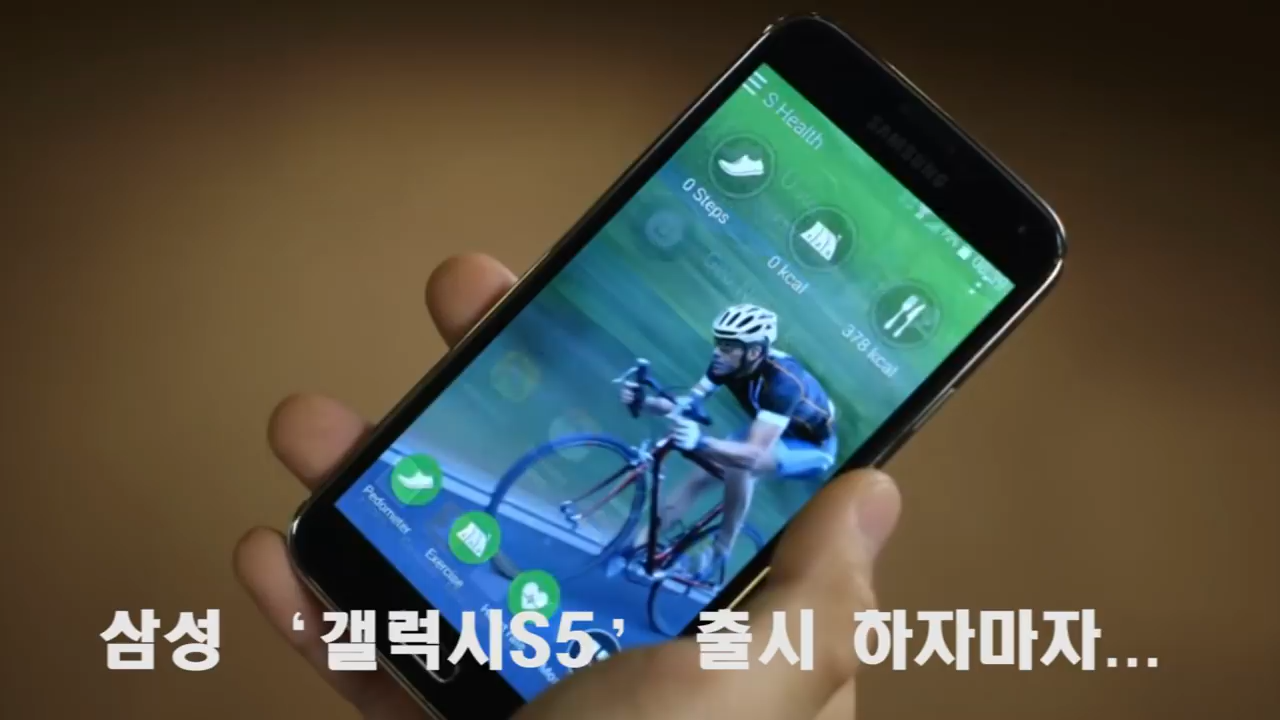 SAMSUNG
S Health
0 Steps
0 kcal
378 kcal
Pedometer
Exercise
삼성 ‘갤럭시S5’ 출시 하자마자...